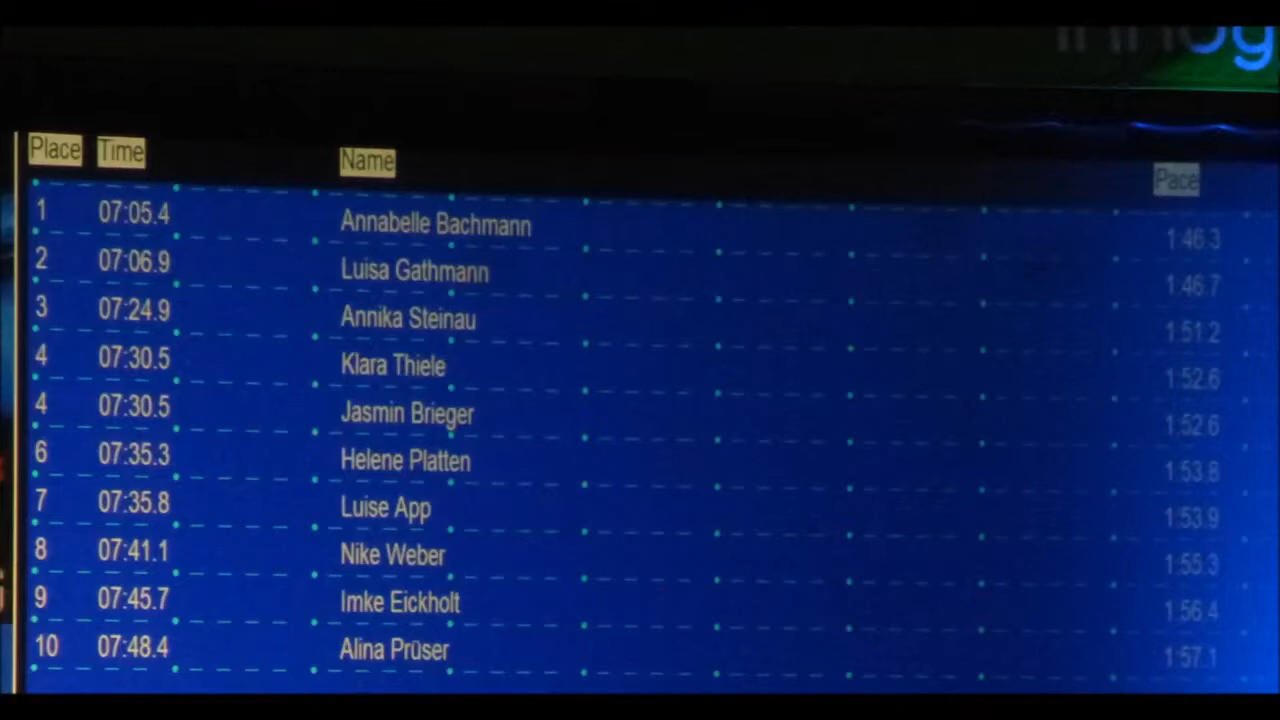 innog
Place Time Name Pace
1 07:05.4 Annabelle Bachmann 1:46.3
2 07:06.9 Luisa Gathmann 1:46.7
3 07:24.9 Annika Steinau 1:51.2
4 07:30.5 Klara Thiele 1:52.6
4 07:30.5 Jasmin Brieger 1:52.6
6 07:35.3 Helene Platten 1:53.8
7 07:35.8 Luise App 1:53.9
8 07:41.1 Nike Weber 1:55.3
9 07:45.7 Imke Eickholt 1:56.4
10 07:48.4 Alina Prüser 1:57.1